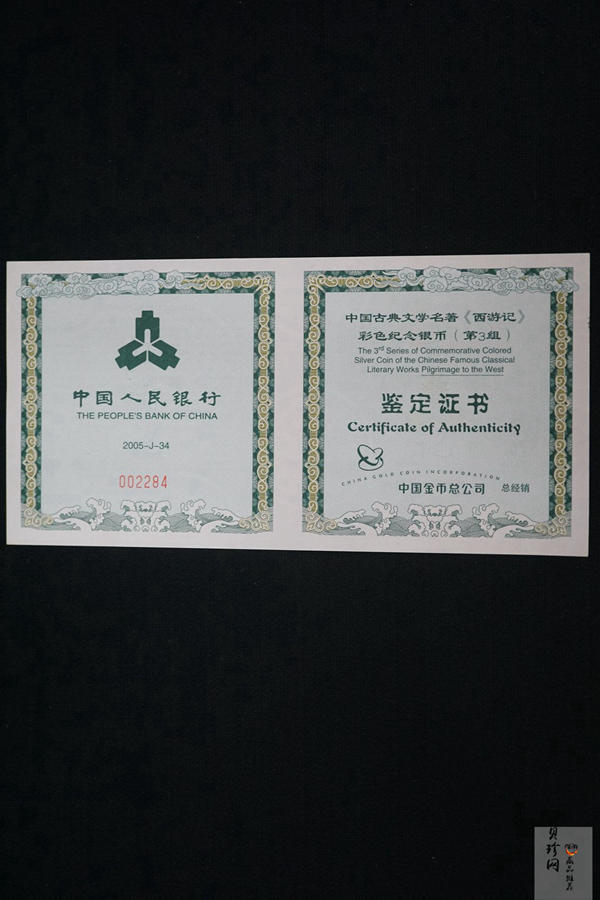 中国人民银行
THE PEOPLE'S BANK OF CHINA
2005-J-34
002284
中国古典文学名著《西游记》
彩色纪念银币(第3组)
The 3rd Series of Commemorative Colored
Silver Coin of the Chinese Famous Classical
Literary Works Pilgrimage to the West
鉴定证书
Certificate of Authenticity
CHINA GOLD COIN INCORPORATION
中国金币总公司 总经销
贝珍网